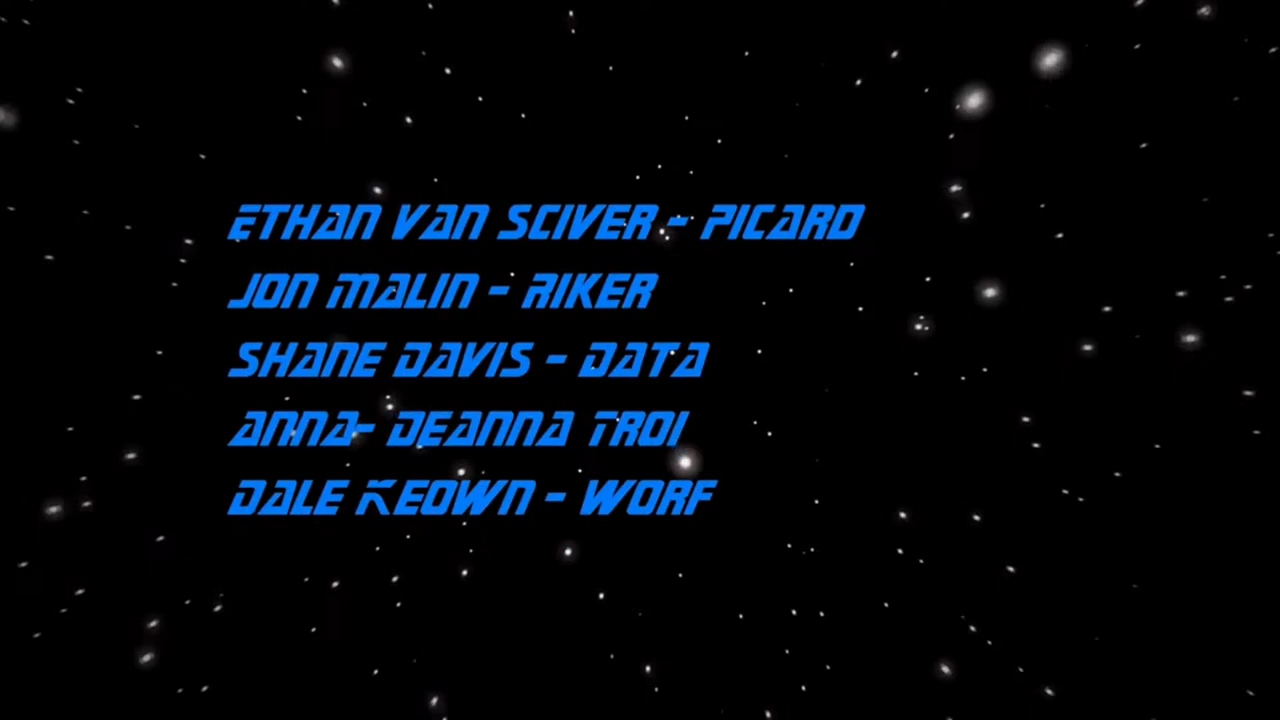 ETHAN VAN SCIVER - PICARD
JON MALIN - RIKER
SHANE DAVIS - DATA
ANNA- DEANNA TROI
DALE KEOWN - WORF